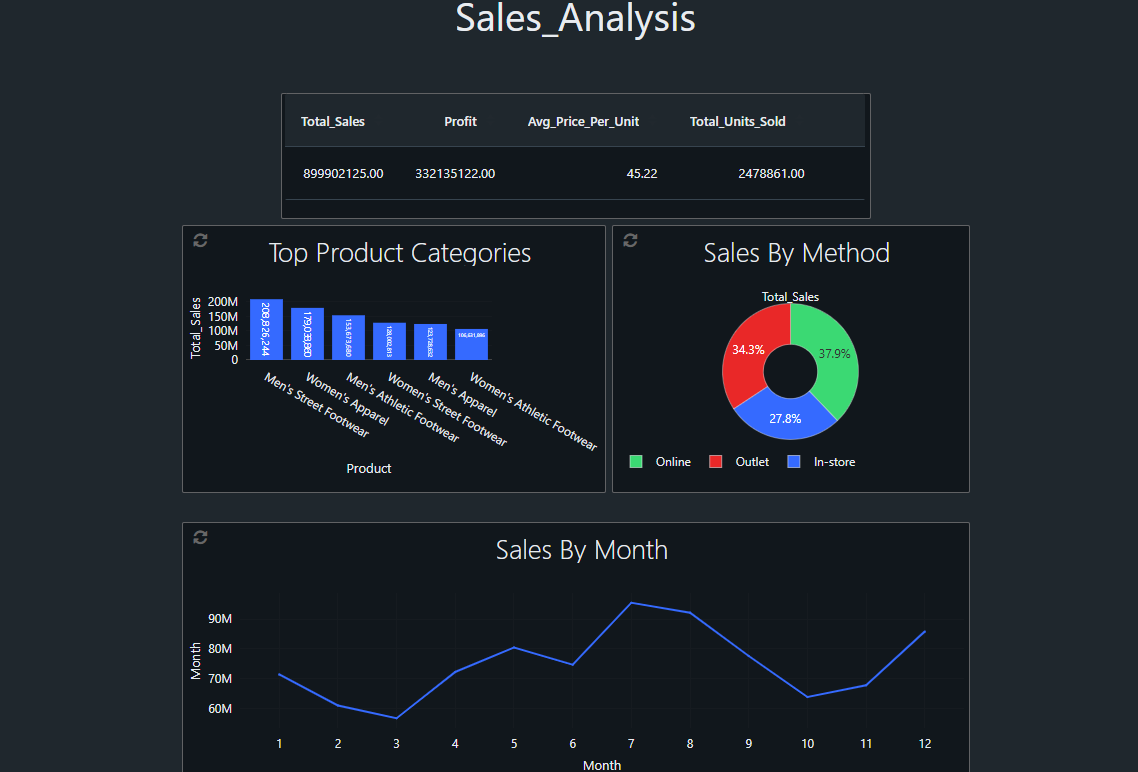 Sales_Analysis
Total_Sales Profit Avg_Price_Per_Unit Total_Units_Sold
899902125.00 332135122.00 45.22 2478861.00
Top Product Categories
Total_Sales
200M
150M
100M
50M
0
208,826,244
179,038,860
153,673,680
128,002,813
123,728,632
106,631,896
Men's Street Footwear
Women's Apparel
Men's Athletic Footwear
Women's Street Footwear
Men's Apparel
Women's Athletic Footwear
Product
Sales By Method
Total_Sales
34.3%
37.9%
27.8%
Online Outlet In-store
Sales By Month
Month
90M
80M
70M
60M
1 2 3 4 5 6 7 8 9 10 11 12
Month